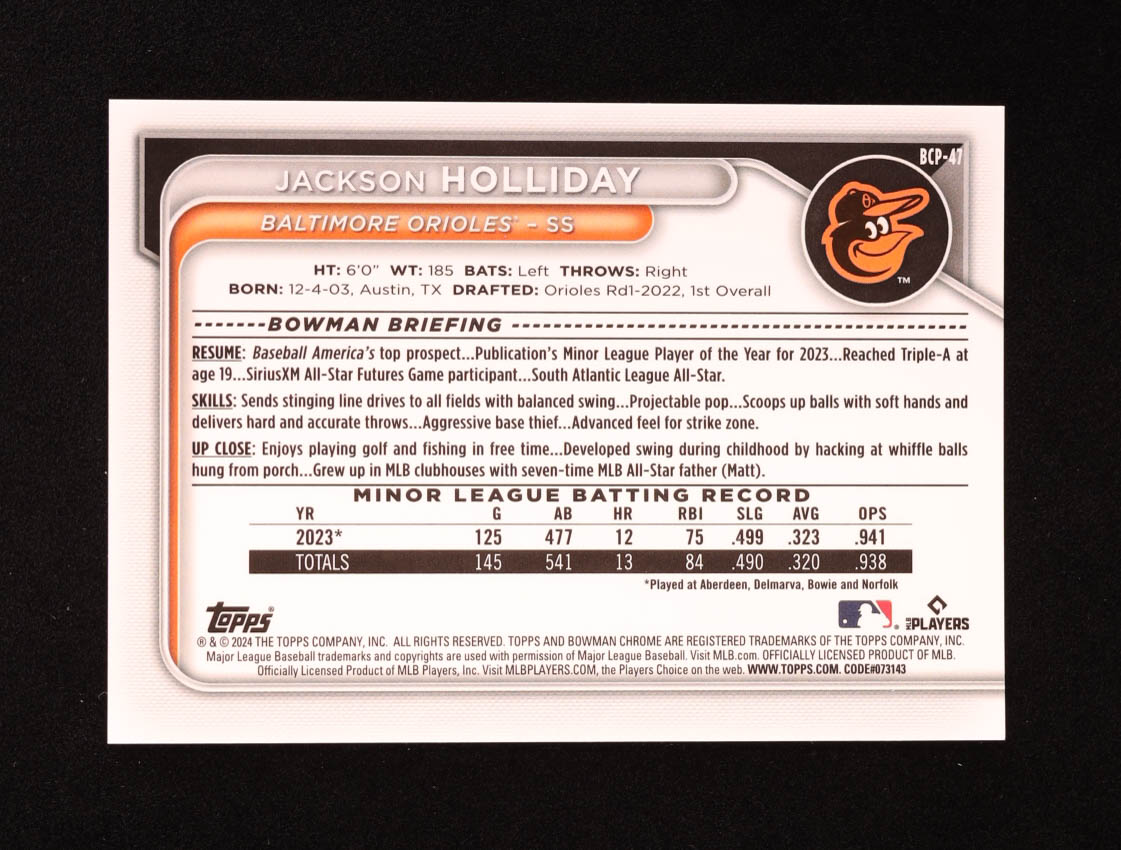 BCP-47
JACKSON HOLLIDAY
BALTIMORE ORIOLES® - SS
™
HT: 6'0" WT: 185 BATS: Left THROWS: Right
BORN: 12-4-03, Austin, TX DRAFTED: Orioles Rd1-2022, 1st Overall
-------BOWMAN BRIEFING -------
RESUME: Baseball America's top prospect...Publication's Minor League Player of the Year for 2023...Reached Triple-A at
age 19...SiriusXM All-Star Futures Game participant...South Atlantic League All-Star.
SKILLS: Sends stinging line drives to all fields with balanced swing...Projectable pop...Scoops up balls with soft hands and
delivers hard and accurate throws...Aggressive base thief...Advanced feel for strike zone.
UP CLOSE: Enjoys playing golf and fishing in free time...Developed swing during childhood by hacking at whiffle balls
hung from porch...Grew up in MLB clubhouses with seven-time MLB All-Star father (Matt).
MINOR LEAGUE BATTING RECORD
YR G AB HR RBI SLG AVG OPS
2023* 125 477 12 75 .499 .323 .941
TOTALS 145 541 13 84 .490 .320 .938
*Played at Aberdeen, Delmarva, Bowie and Norfolk
Topps® MLB PLAYERS
® & © 2024 THE TOPPS COMPANY, INC. ALL RIGHTS RESERVED. TOPPS AND BOWMAN CHROME ARE REGISTERED TRADEMARKS OF THE TOPPS COMPANY, INC.
Major League Baseball trademarks and copyrights are used with permission of Major League Baseball. Visit MLB.com. OFFICIALLY LICENSED PRODUCT OF MLB.
Officially Licensed Product of MLB Players, Inc. Visit MLBPLAYERS.COM, the Players Choice on the web. WWW.TOPPS.COM. CODE#073143